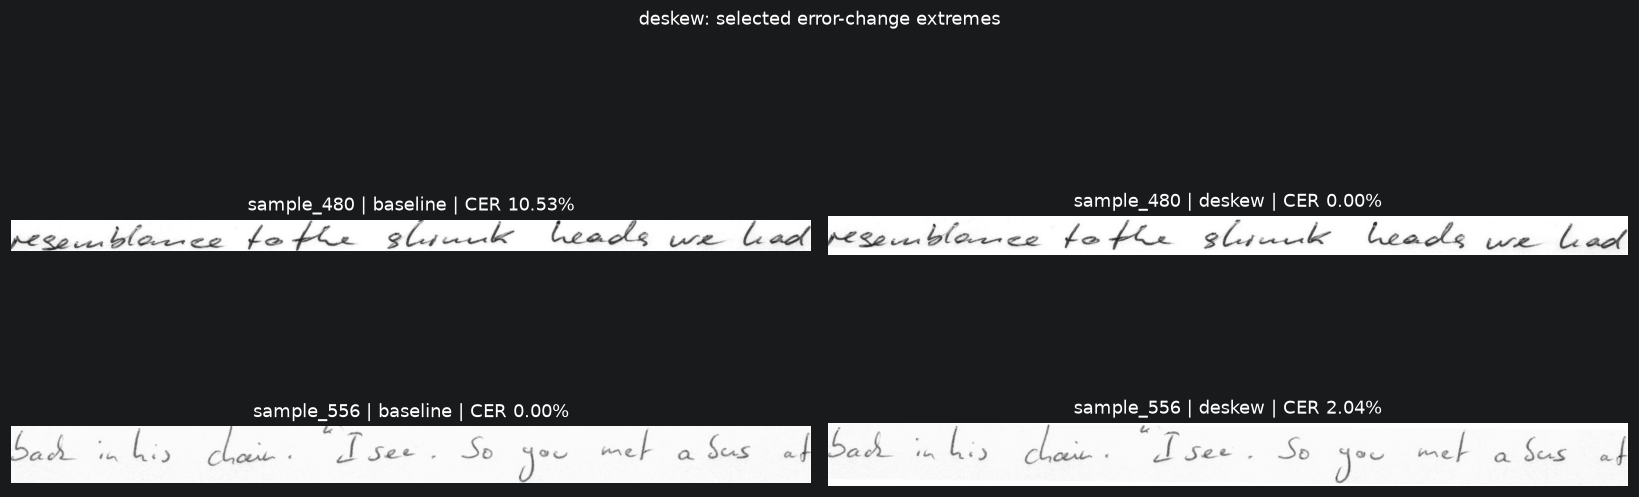 deskew: selected error-change extremes
sample_480 | baseline | CER 10.53%
sample_480 | deskew | CER 0.00%
resemblance to the shrunk heads we had
resemblance to the shrunk heads we had
sample_556 | baseline | CER 0.00%
sample_556 | deskew | CER 2.04%
back in his chair. "I see. So you met a Sus at
back in his chair. "I see. So you met a Sus at